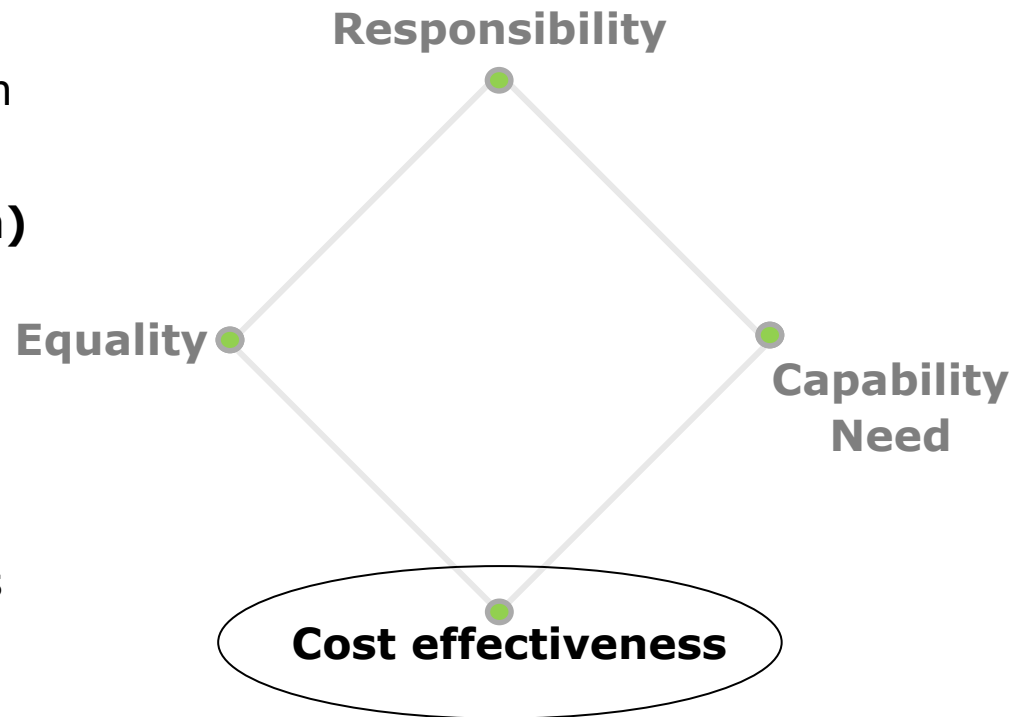 Responsibility
n
)
Equality
Capability
Need
s
Cost effectiveness